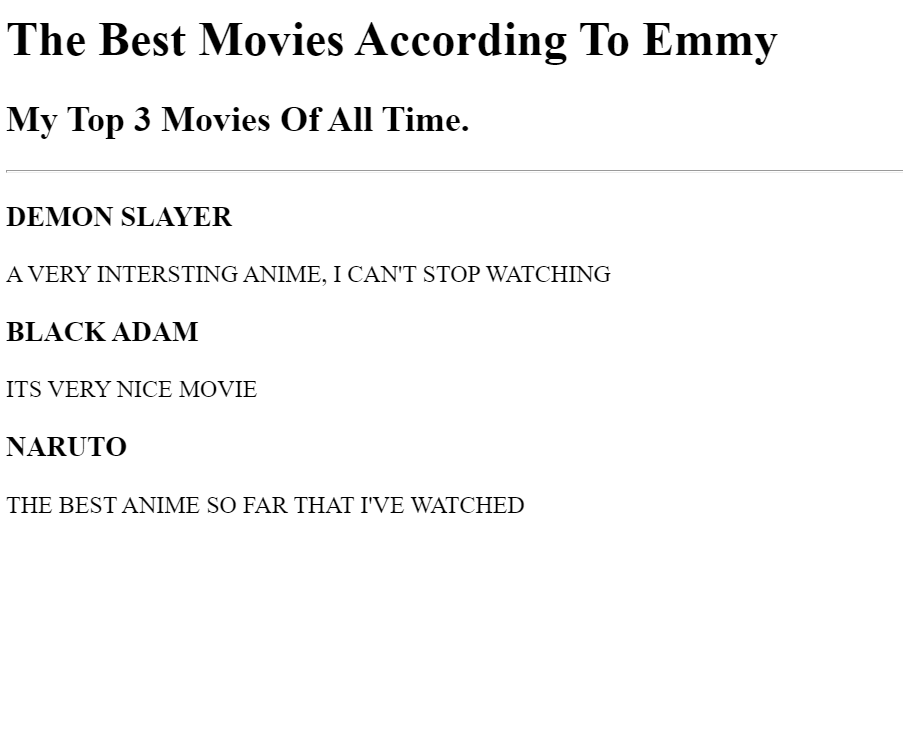 The Best Movies According To Emmy
My Top 3 Movies Of All Time.
DEMON SLAYER
A VERY INTERSTING ANIME, I CAN'T STOP WATCHING
BLACK ADAM
ITS VERY NICE MOVIE
NARUTO
THE BEST ANIME SO FAR THAT I'VE WATCHED